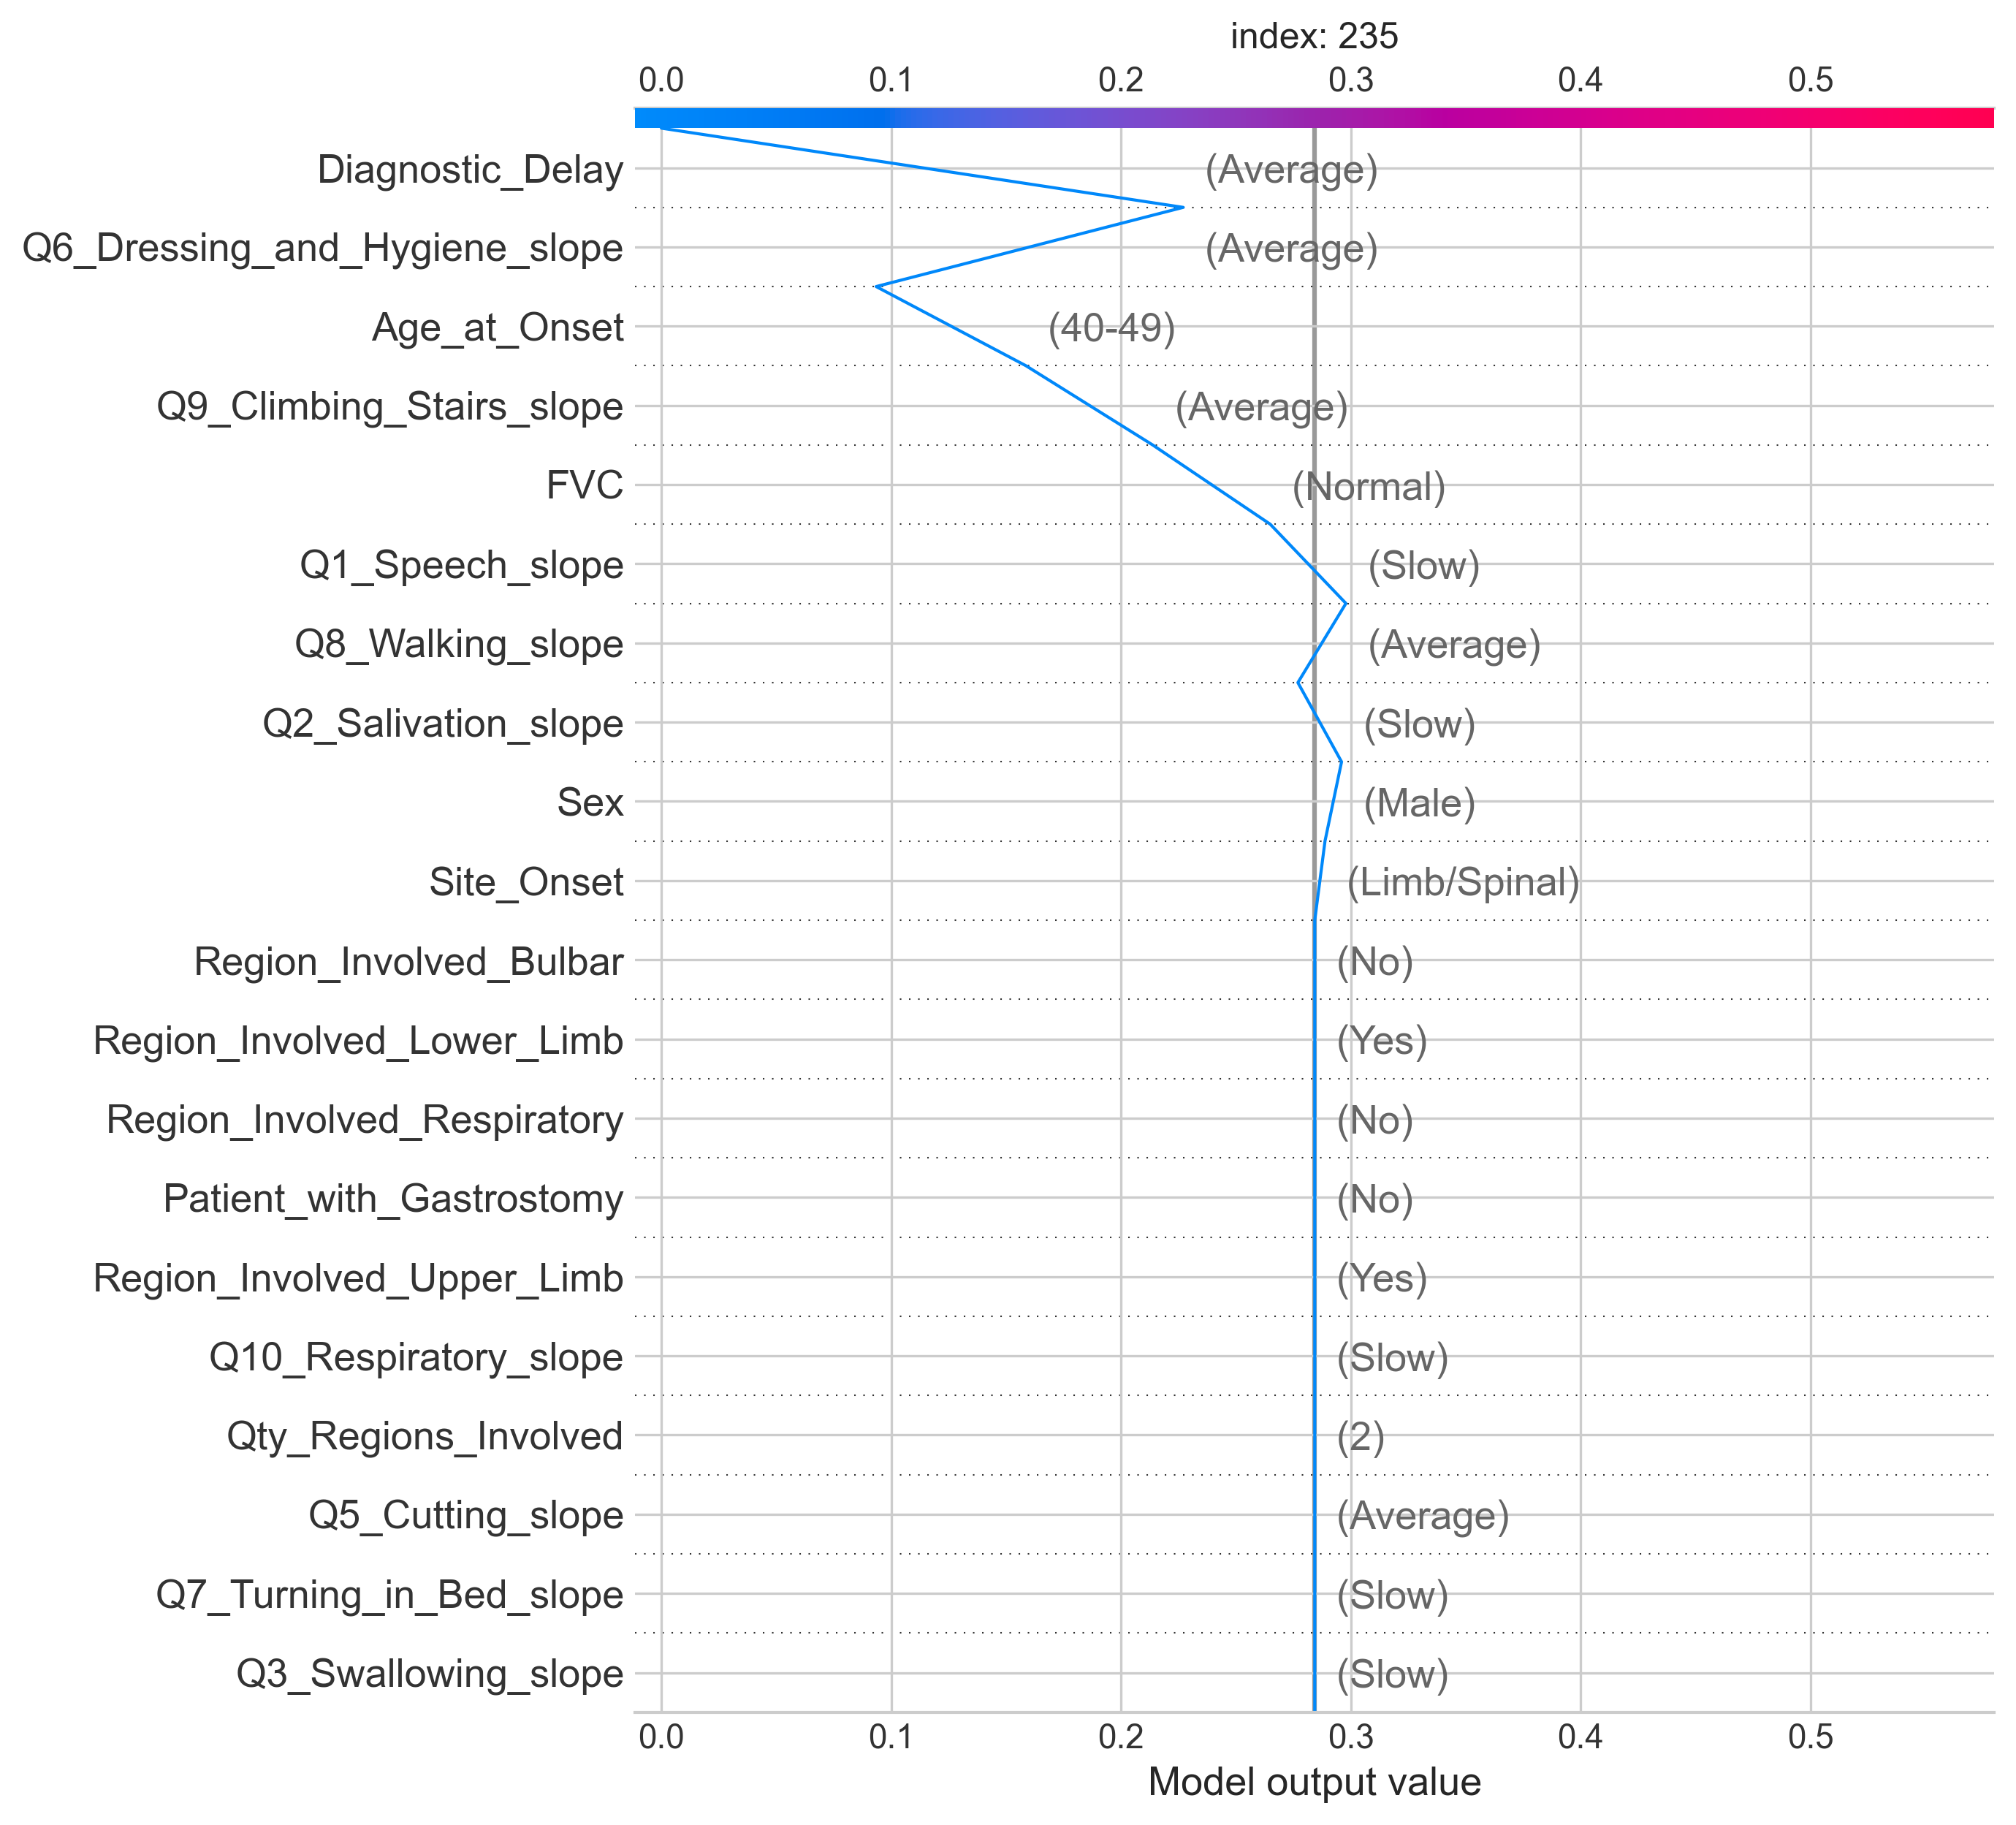 index: 235
0.0 0.1 0.2 0.3 0.4 0.5
Diagnostic_Delay (Average)
Q6_Dressing_and_Hygiene_slope (Average)
Age_at_Onset (40-49)
Q9_Climbing_Stairs_slope (Average)
FVC (Normal)
Q1_Speech_slope (Slow)
Q8_Walking_slope (Average)
Q2_Salivation_slope (Slow)
Sex (Male)
Site_Onset (Limb/Spinal)
Region_Involved_Bulbar (No)
Region_Involved_Lower_Limb (Yes)
Region_Involved_Respiratory (No)
Patient_with_Gastrostomy (No)
Region_Involved_Upper_Limb (Yes)
Q10_Respiratory_slope (Slow)
Qty_Regions_Involved (2)
Q5_Cutting_slope (Average)
Q7_Turning_in_Bed_slope (Slow)
Q3_Swallowing_slope (Slow)
0.0 0.1 0.2 0.3 0.4 0.5
Model output value